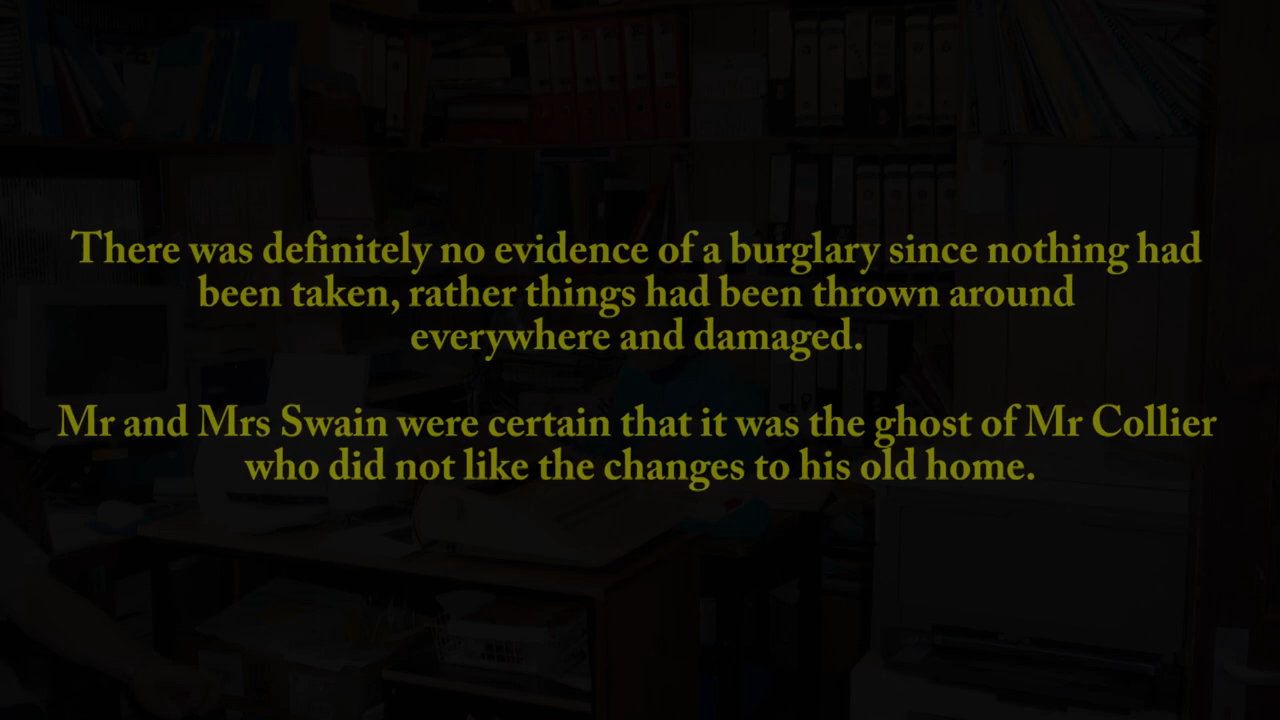 There was definitely no evidence of a burglary since nothing had
been taken, rather things had been thrown around
everywhere and damaged.
Mr and Mrs Swain were certain that it was the ghost of Mr Collier
who did not like the changes to his old home.